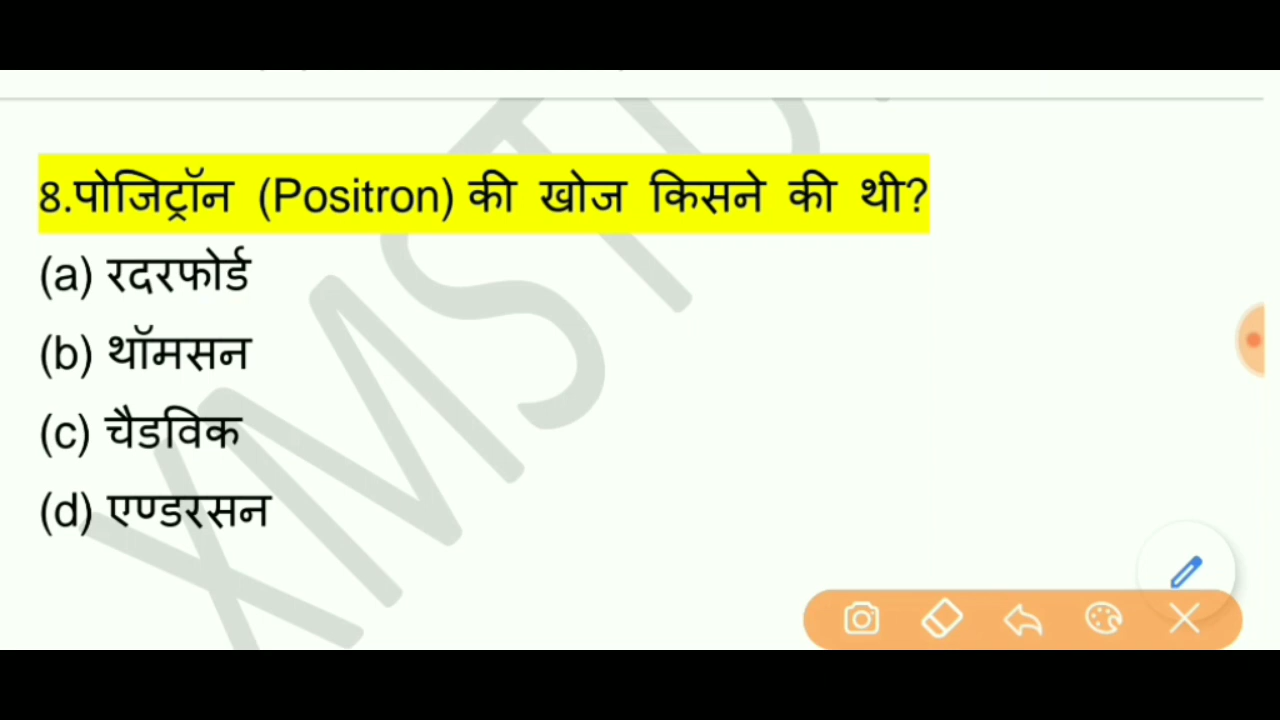 8.पोजिट्रॉन (Positron) की खोज किसने की थी?
(a) रदरफोर्ड
(b) थॉमसन
(c) चैडविक
(d) एण्डरसन